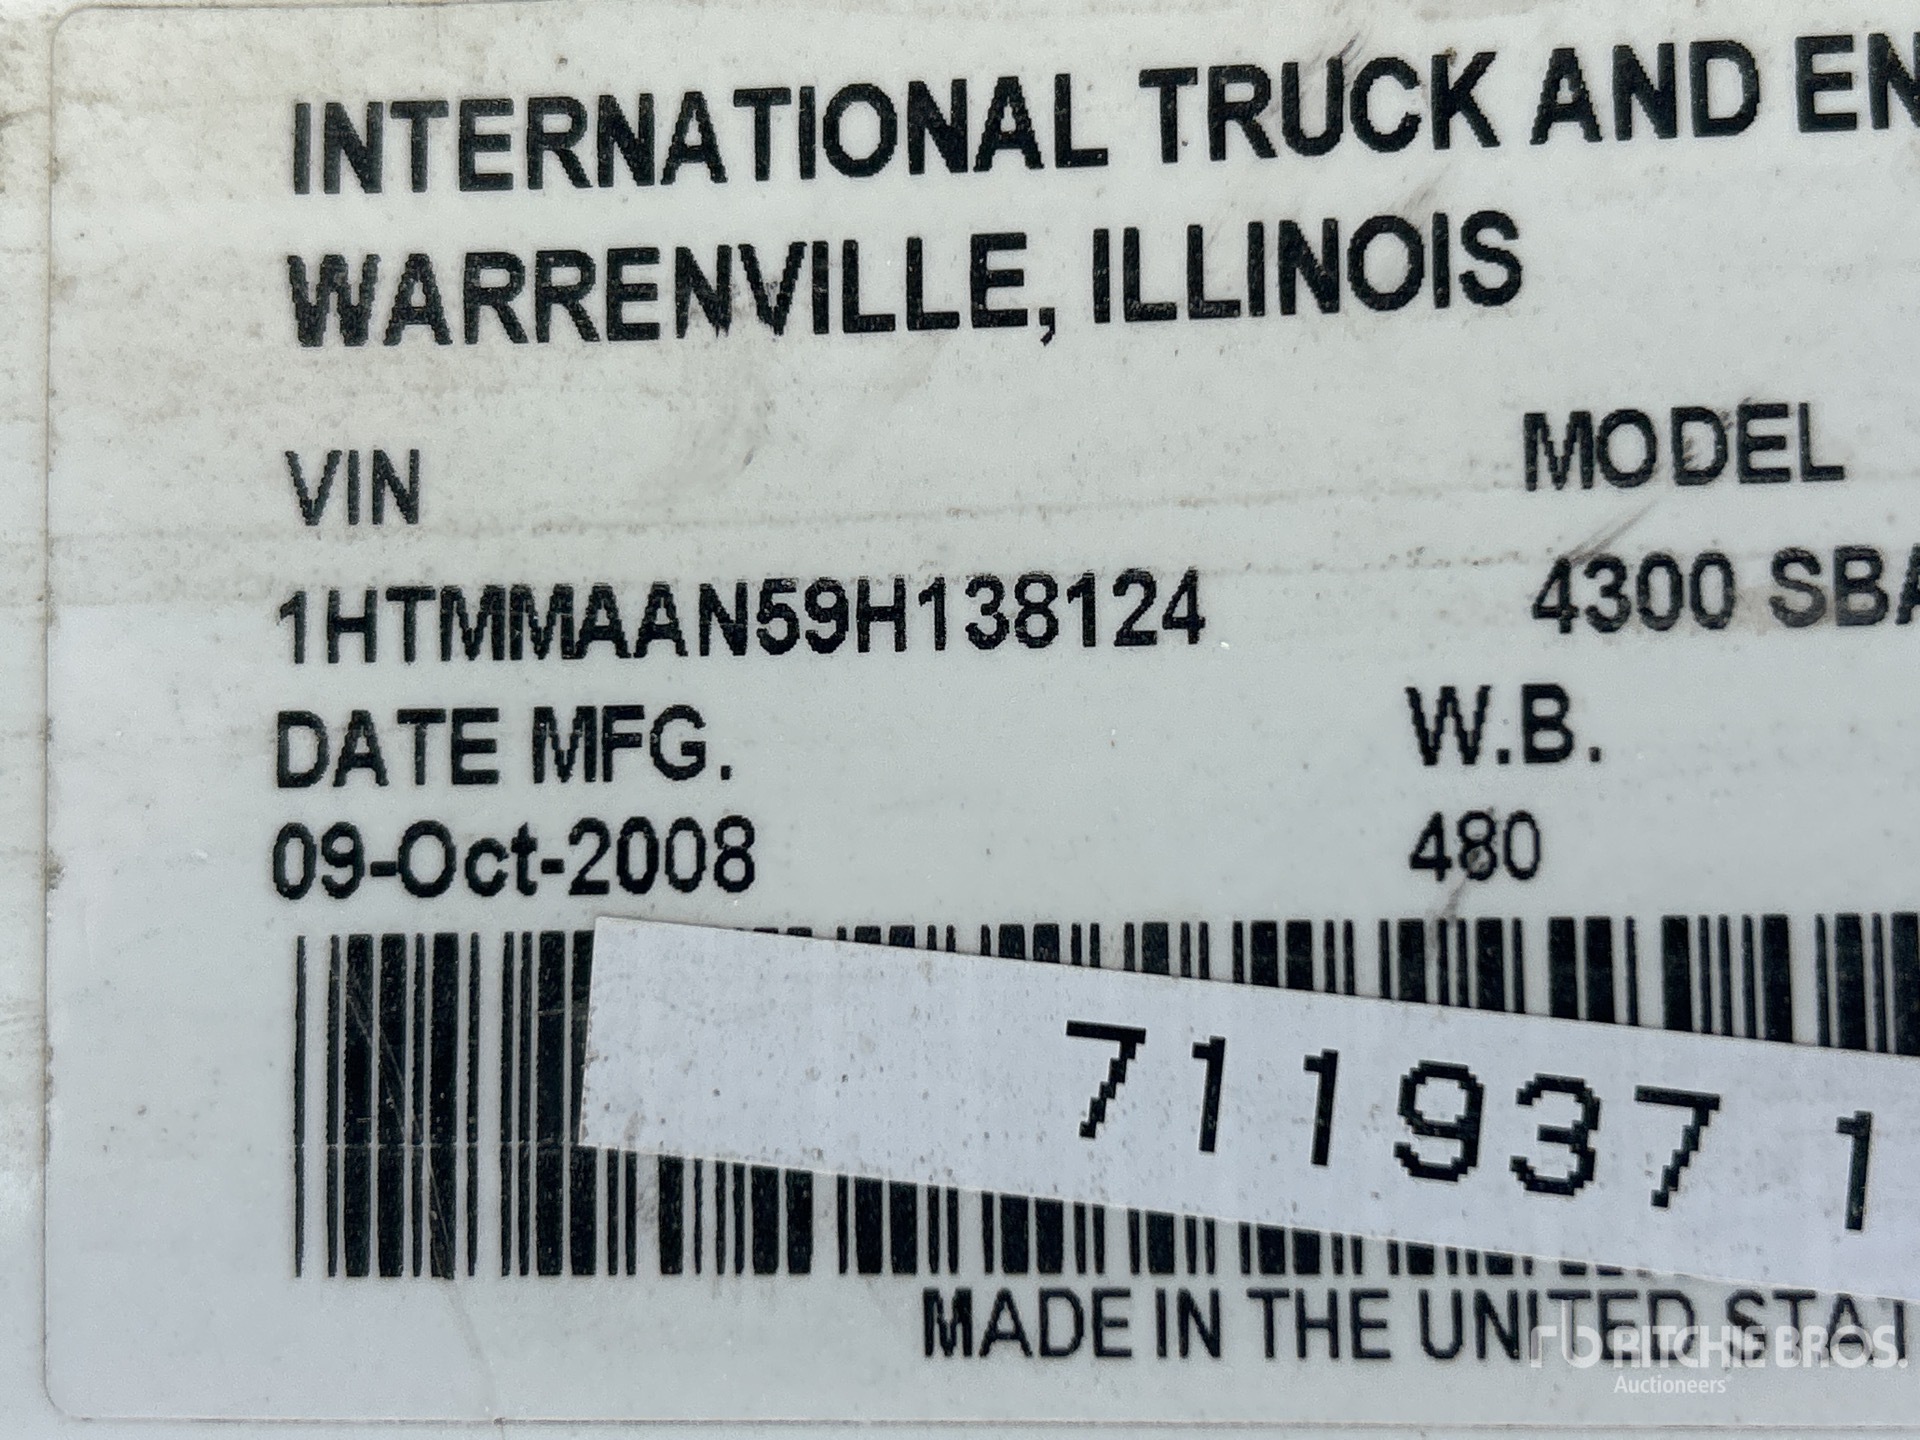 INTERNATIONAL TRUCK AND EN
WARRENVILLE, ILLINOIS
VIN
MODEL
1HTMMAAN59H138124
4300 SBA
DATE MFG.
W.B.
09-Oct-2008
480
711937 1
MADE IN THE UNITED STAT
rb RITCHIE BROS.
Auctioneers